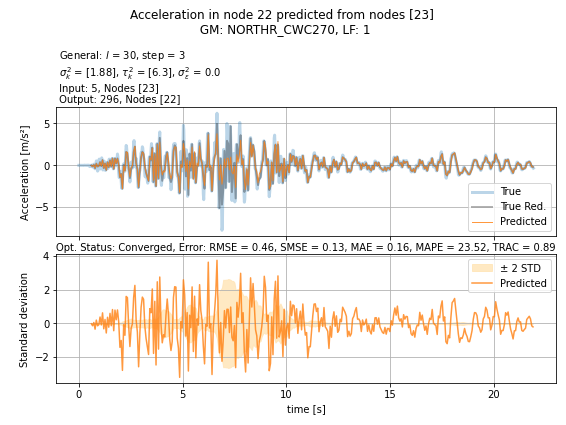 Acceleration in node 22 predicted from nodes [23]
GM: NORTHR_CWC270, LF: 1
General: l = 30, step = 3
σ²ₖ = [1.88], τ²ₖ = [6.3], σ²ε = 0.0
Input: 5, Nodes [23]
Output: 296, Nodes [22]
Acceleration [m/s²]
5
0
−5
True
True Red.
Predicted
Opt. Status: Converged, Error: RMSE = 0.46, SMSE = 0.13, MAE = 0.16, MAPE = 23.52, TRAC = 0.89
Standard deviation
4
2
0
−2
± 2 STD
Predicted
0
5
10
15
20
time [s]